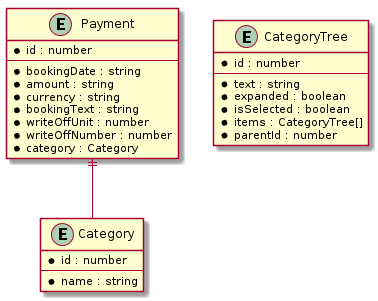 E Payment
● id : number
● bookingDate : string
● amount : string
● currency : string
● bookingText : string
● writeOffUnit : number
● writeOffNumber : number
● category : Category
E CategoryTree
● id : number
● text : string
● expanded : boolean
● isSelected : boolean
● items : CategoryTree[]
● parentId : number
E Category
● id : number
● name : string